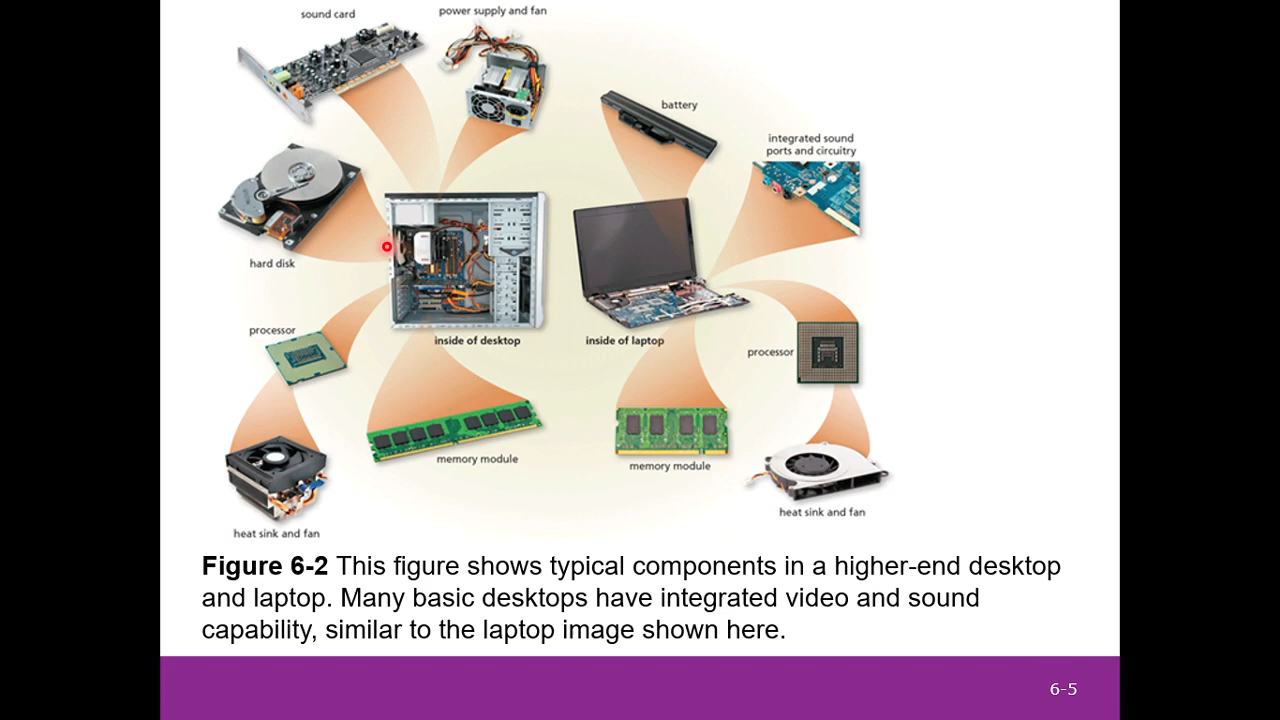 sound card
power supply and fan
battery
integrated sound
ports and circuitry
hard disk
processor
inside of desktop
inside of laptop
processor
memory module
memory module
heat sink and fan
heat sink and fan
Figure 6-2 This figure shows typical components in a higher-end desktop
and laptop. Many basic desktops have integrated video and sound
capability, similar to the laptop image shown here.
6-5